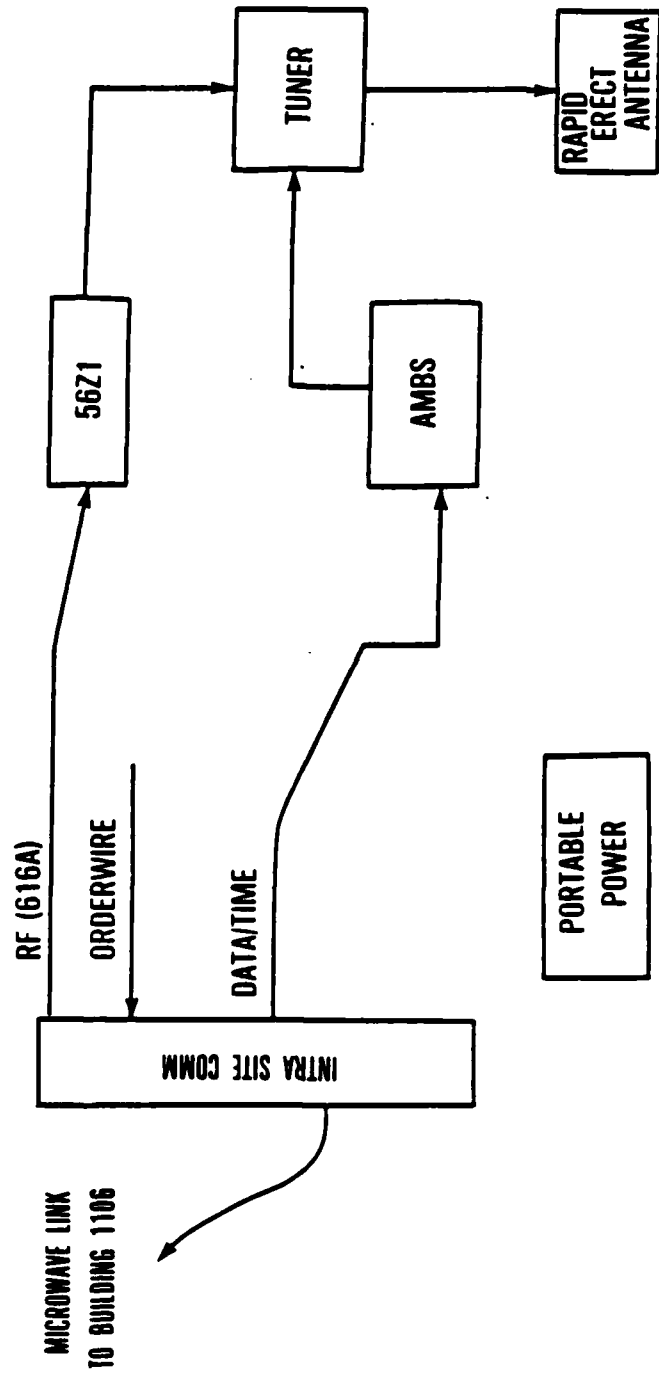 MICROWAVE LINK
TO BUILDING 1106
INTRA SITE COMM
RF (616A)
ORDERWIRE
DATA/TIME
56Z1
AMBS
TUNER
RAPID
ERECT
ANTENNA
PORTABLE
POWER